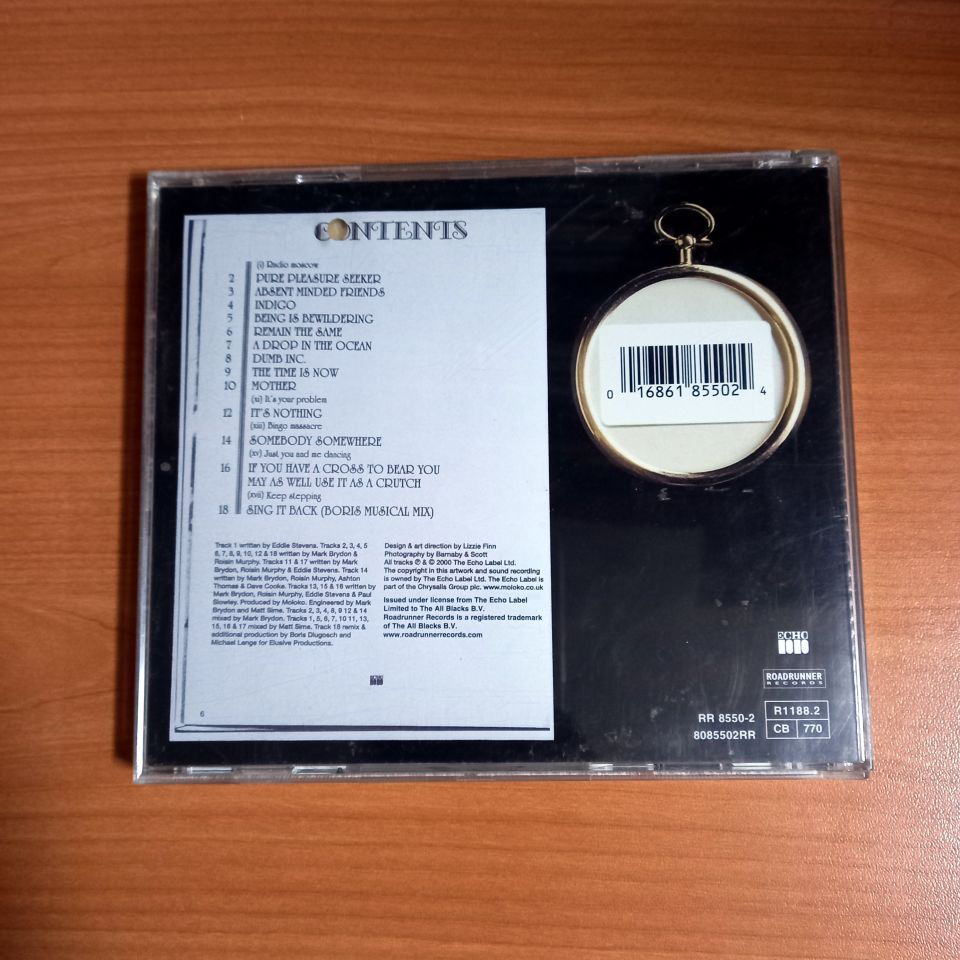 CONTENTS
(i) Radio moscow
2 PURE PLEASURE SEEKER
3 ABSENT MINDED FRIENDS
4 INDIGO
5 BEING IS BEWILDERING
6 REMAIN THE SAME
7 A DROP IN THE OCEAN
8 DUMB INC.
9 THE TIME IS NOW
10 MOTHER
(xi) It's your problem
12 IT'S NOTHING
(xiii) Bingo massacre
14 SOMEBODY SOMEWHERE
(xv) Just you and me dancing
16 IF YOU HAVE A CROSS TO BEAR YOU
MAY AS WELL USE IT AS A CRUTCH
(xvii) Keep stepping
18 SING IT BACK (BORIS MUSICAL MIX)
Track 1 written by Eddie Stevens. Tracks 2, 3, 4, 5
6, 7, 8, 9, 10, 12 & 18 written by Mark Brydon &
Roisin Murphy. Tracks 11 & 17 written by Mark
Brydon, Roisin Murphy & Eddie Stevens. Track 14
written by Mark Brydon, Roisin Murphy, Ashton
Thomas & Dave Cooke. Tracks 13, 15 & 16 written by
Mark Brydon, Roisin Murphy, Eddie Stevens & Paul
Slowley. Produced by Moloko. Engineered by Mark
Brydon and Matt Sime. Tracks 2, 3, 4, 8, 9 12 & 14
mixed by Mark Brydon. Tracks 1, 5, 6, 7, 10 11, 13,
15, 16 & 17 mixed by Matt Sime. Track 18 remix &
additional production by Boris Dlugosch and
Michael Lange for Elusive Productions.
Design & art direction by Lizzie Finn
Photography by Barnaby & Scott
All tracks ℗ & © 2000 The Echo Label Ltd.
The copyright in this artwork and sound recording
is owned by The Echo Label Ltd. The Echo Label is
part of the Chrysalis Group plc. www.moloko.co.uk
Issued under license from The Echo Label
Limited to The All Blacks B.V.
Roadrunner Records is a registered trademark
of The All Blacks B.V.
www.roadrunnerrecords.com
6
0 16861 85502 4
ECHO
ROADRUNNER
RECORDS
RR 8550-2
8085502RR
R1188.2
CB 770